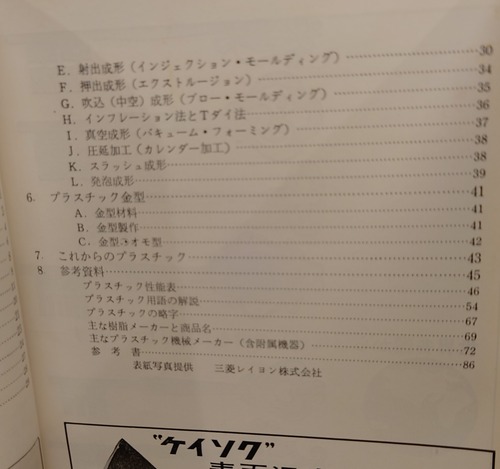 E. 射出成形（インジェクション・モールディング）……30
F. 押出成形（エクストルージョン）……34
G. 吹込（中空）成形（ブロー・モールディング）……35
H. インフレーション法とTダイ法……36
I. 真空成形（バキューム・フォーミング）……37
J. 圧延加工（カレンダー加工）……38
K. スラッシュ成形……38
L. 発泡成形……39
6. プラスチック金型……41
A. 金型材料……41
B. 金型製作……41
C. 金型オモ型……42
7. これからのプラスチック……43
8 参考資料……45
プラスチック性能表……46
プラスチック用語の解説……54
プラスチックの略字……67
主な樹脂メーカーと商品名……69
主なプラスチック機械メーカー（含附属機器）……72
参考書……86
表紙写真提供 三菱レイヨン株式会社
"ケイソク"